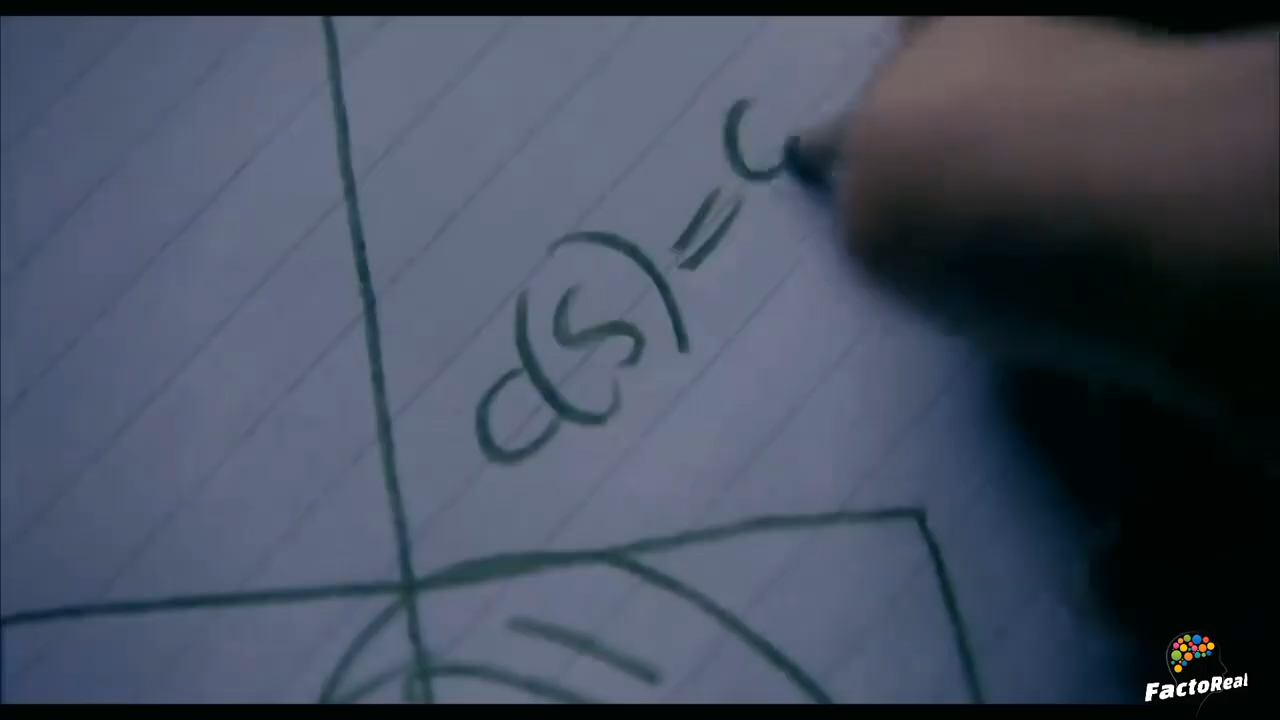 d(s) = c
FactoReal